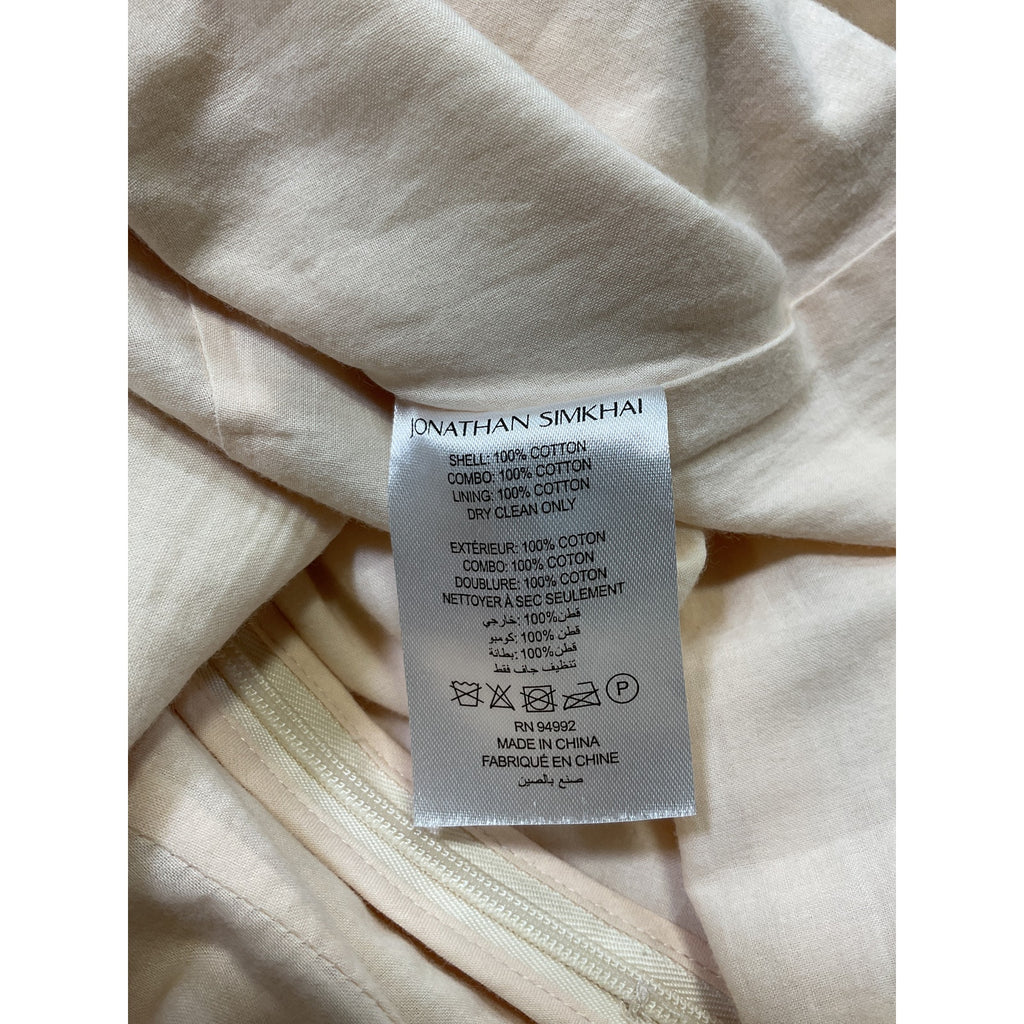 JONATHAN SIMKHAI
SHELL: 100% COTTON
COMBO: 100% COTTON
LINING: 100% COTTON
DRY CLEAN ONLY
EXTÉRIEUR: 100% COTON
COMBO: 100% COTON
DOUBLURE: 100% COTON
NETTOYER À SEC SEULEMENT
قطن%100 :خارجي
قطن %100 :كومبو
قطن%100 :بطانة
تنظيف جاف فقط
P
RN 94992
MADE IN CHINA
FABRIQUÉ EN CHINE
صنع بالصين